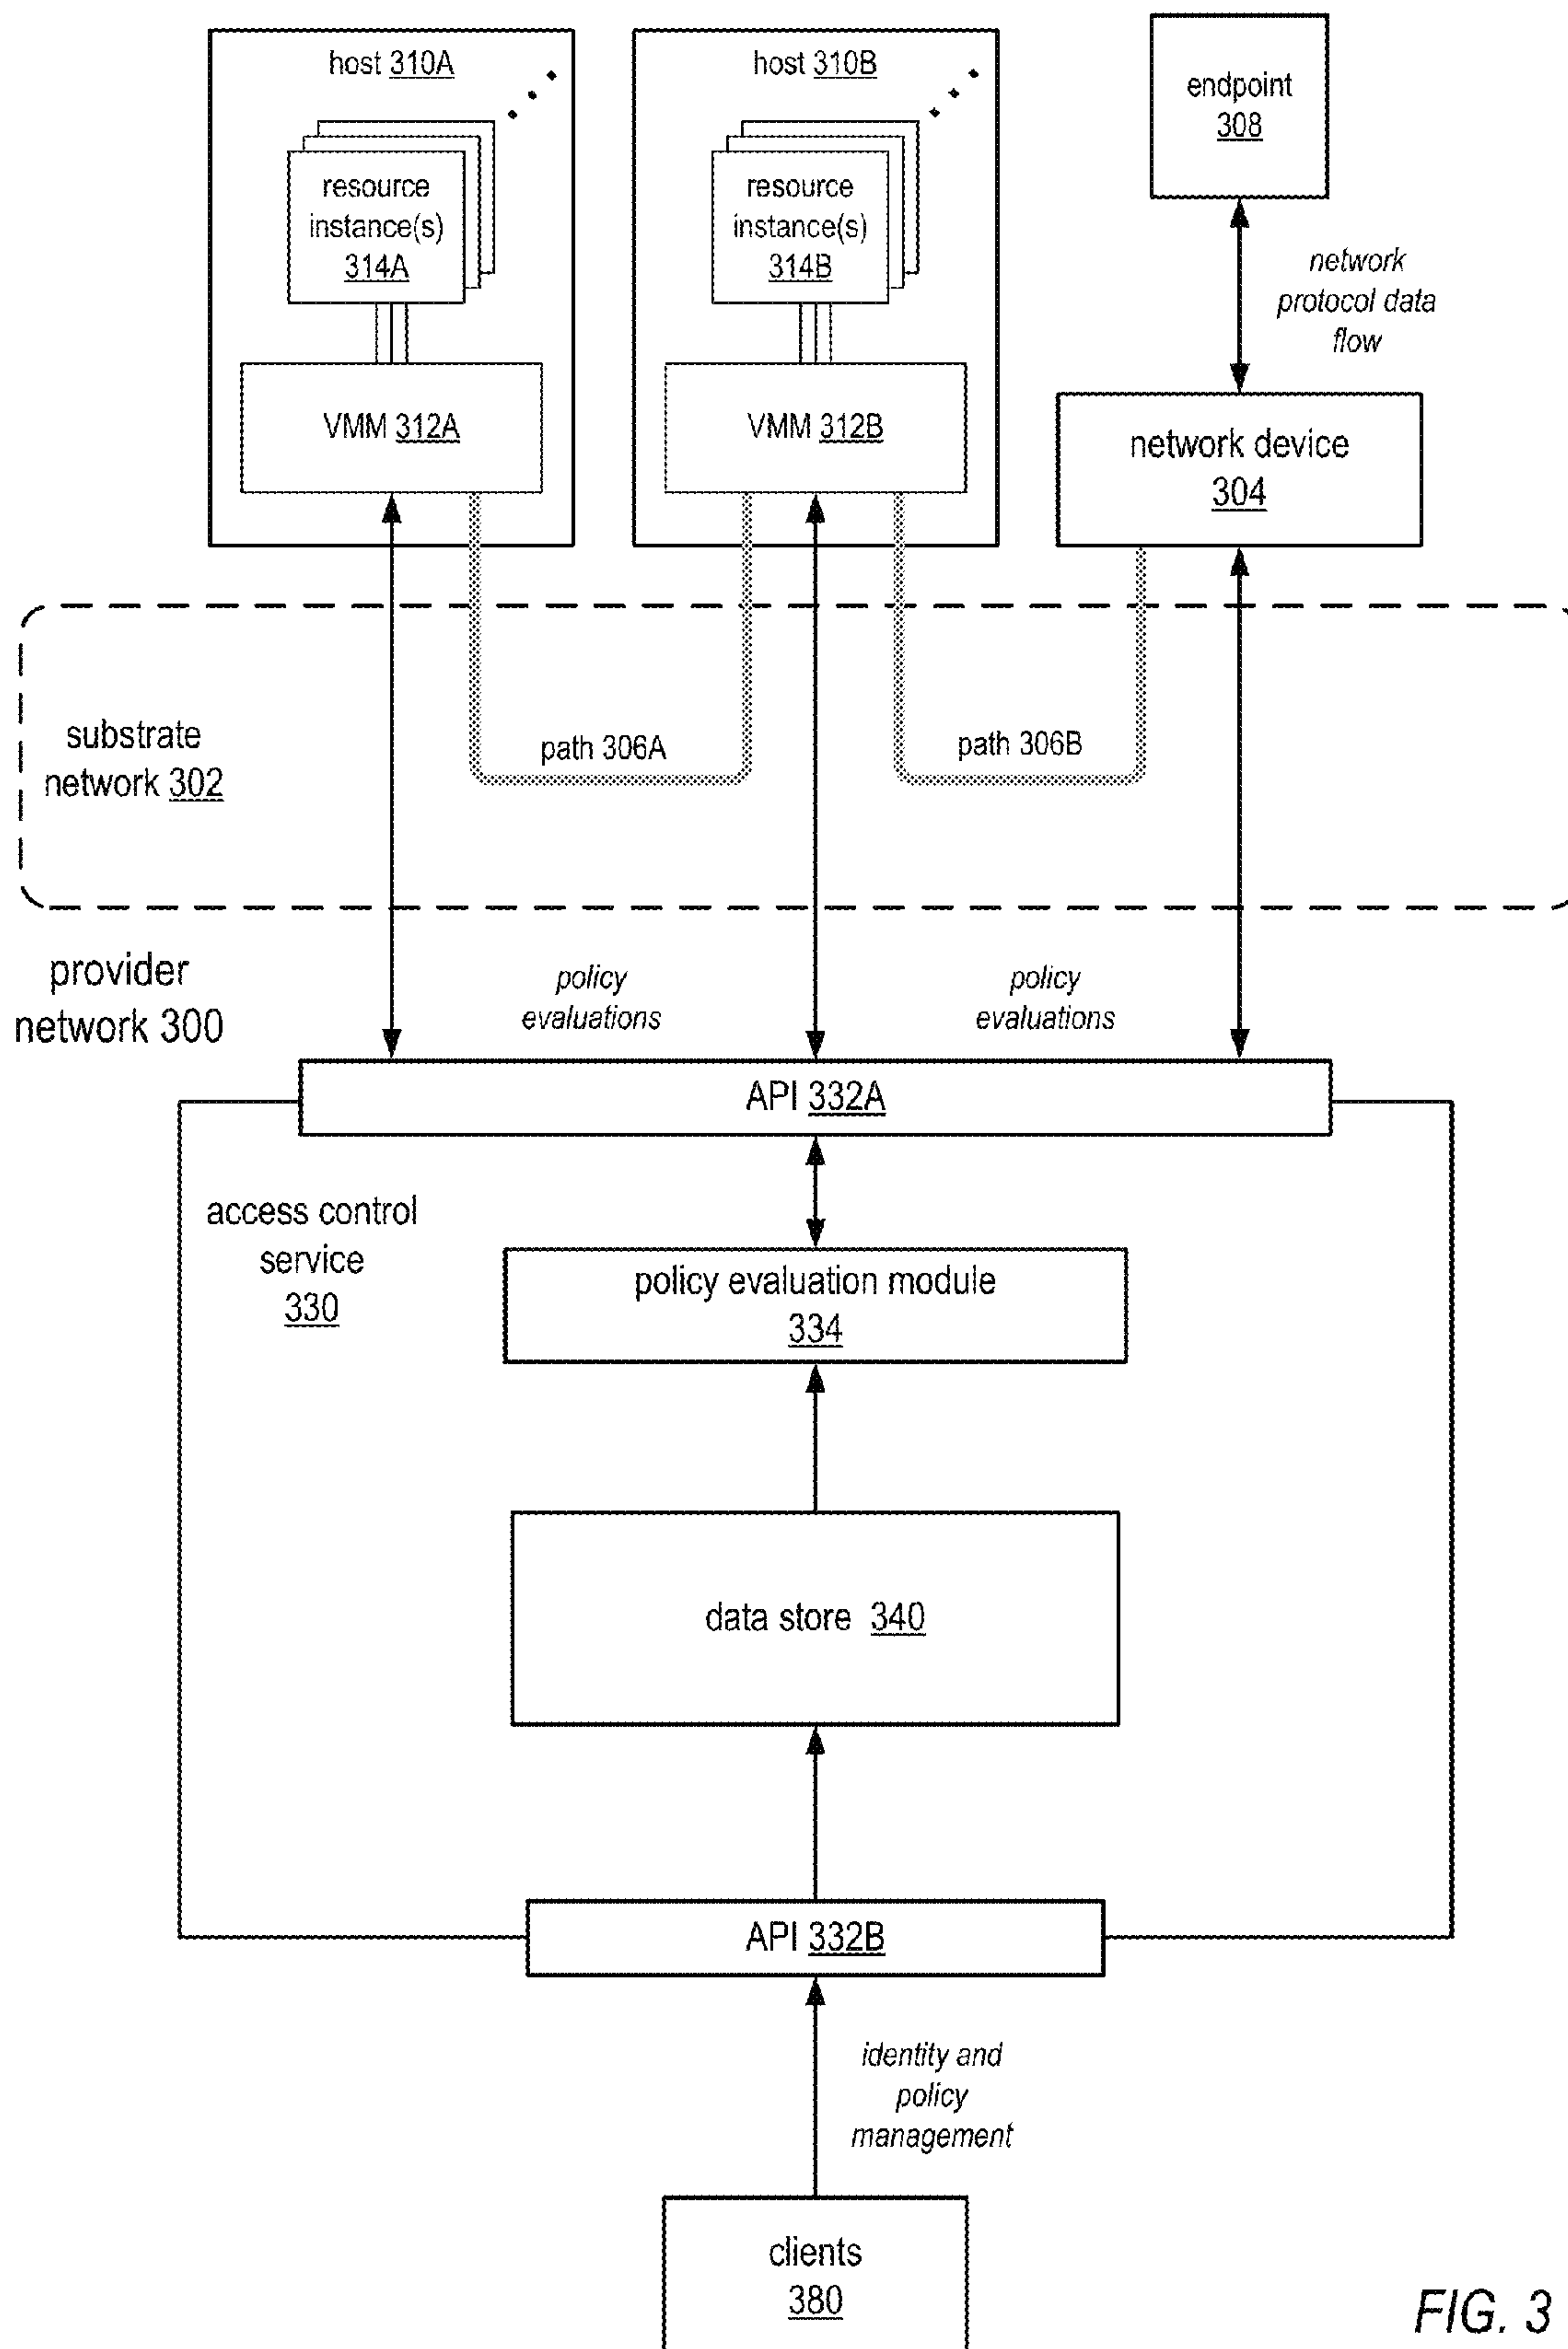 host 310A
host 310B
endpoint
308
resource
instance(s)
314A
resource
instance(s)
314B
network
protocol data
flow
VMM 312A
VMM 312B
network device
304
substrate
network 302
path 306A
path 306B
provider
network 300
policy
evaluations
policy
evaluations
API 332A
access control
service
330
policy evaluation module
334
data store 340
API 332B
identity and
policy
management
clients
380
FIG. 3